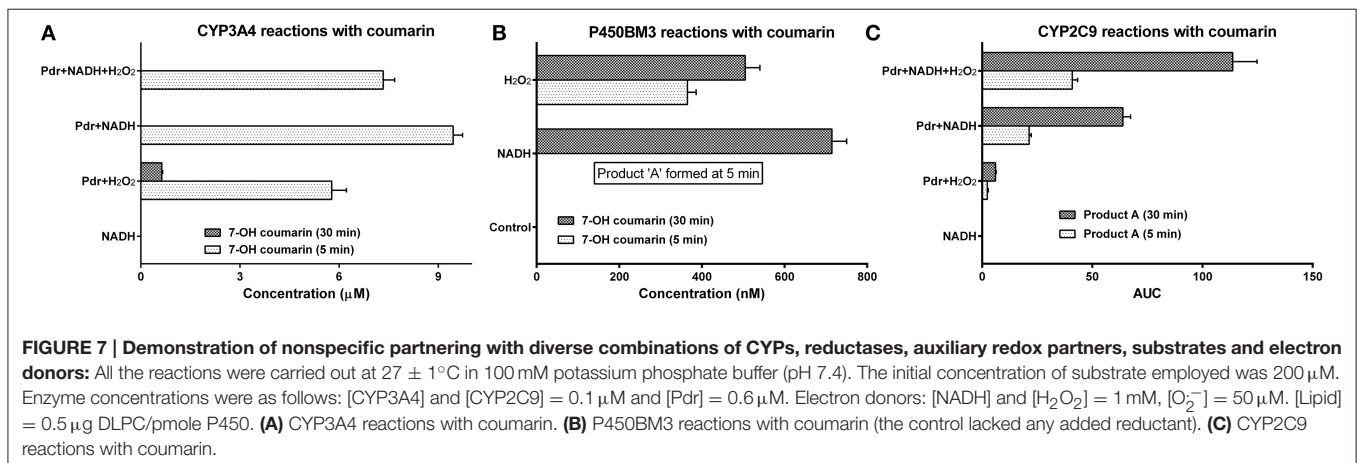 A
CYP3A4 reactions with coumarin
Pdr+NADH+H₂O₂
Pdr+NADH
Pdr+H₂O₂
NADH
7-OH coumarin (30 min)
7-OH coumarin (5 min)
0 3 6 9
Concentration (μM)
B
P450BM3 reactions with coumarin
H₂O₂
NADH
Product 'A' formed at 5 min
Control
7-OH coumarin (30 min)
7-OH coumarin (5 min)
0 200 400 600 800
Concentration (nM)
C
CYP2C9 reactions with coumarin
Pdr+NADH+H₂O₂
Pdr+NADH
Pdr+H₂O₂
NADH
Product A (30 min)
Product A (5 min)
0 50 100 150
AUC
FIGURE 7 | Demonstration of nonspecific partnering with diverse combinations of CYPs, reductases, auxiliary redox partners, substrates and electron
donors: All the reactions were carried out at 27 ± 1°C in 100 mM potassium phosphate buffer (pH 7.4). The initial concentration of substrate employed was 200 μM.
Enzyme concentrations were as follows: [CYP3A4] and [CYP2C9] = 0.1 μM and [Pdr] = 0.6 μM. Electron donors: [NADH] and [H₂O₂] = 1 mM, [O₂·⁻] = 50 μM. [Lipid]
= 0.5 μg DLPC/pmole P450. (A) CYP3A4 reactions with coumarin. (B) P450BM3 reactions with coumarin (the control lacked any added reductant). (C) CYP2C9
reactions with coumarin.